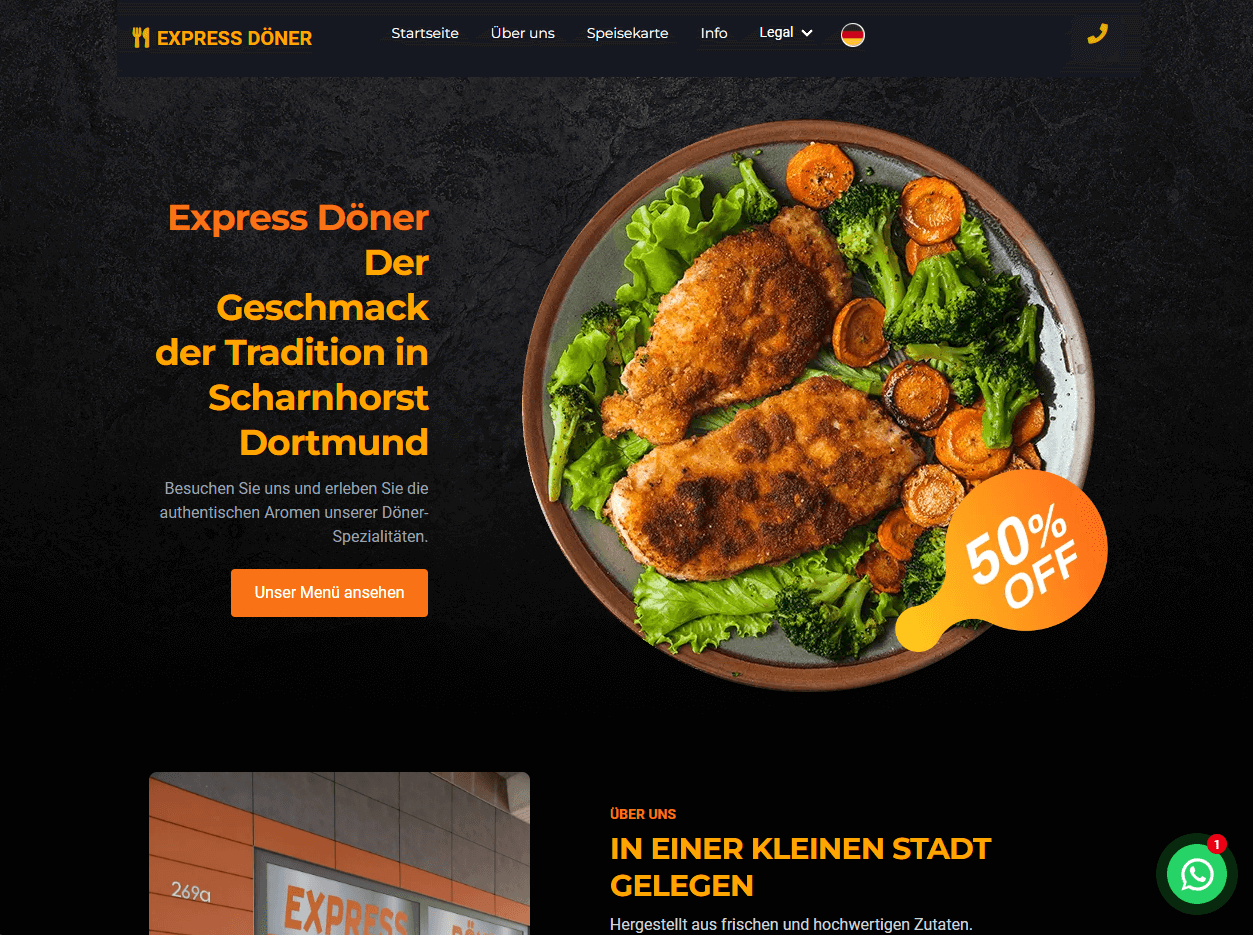 EXPRESS DÖNER
Startseite
Über uns
Speisekarte
Info
Legal
Express Döner
Der
Geschmack
der Tradition in
Scharnhorst
Dortmund
Besuchen Sie uns und erleben Sie die
authentischen Aromen unserer Döner-
Spezialitäten.
Unser Menü ansehen
50%
OFF
269a
EXPRESS
ÜBER UNS
IN EINER KLEINEN STADT
GELEGEN
Hergestellt aus frischen und hochwertigen Zutaten.
1